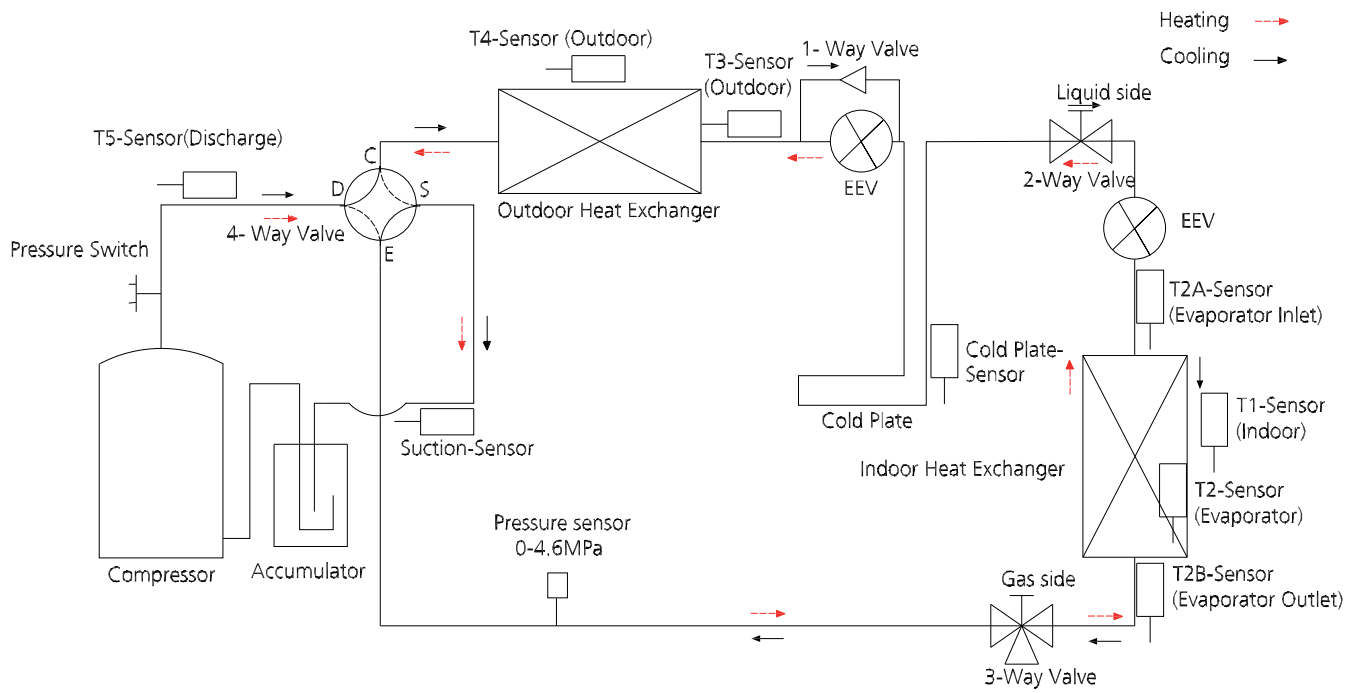 Heating
Cooling
T4-Sensor (Outdoor)
1- Way Valve
T3-Sensor
(Outdoor)
Liquid side
T5-Sensor(Discharge)
C
D
S
E
EEV
2-Way Valve
Outdoor Heat Exchanger
4- Way Valve
EEV
Pressure Switch
T2A-Sensor
(Evaporator Inlet)
Cold Plate-
Sensor
Cold Plate
T1-Sensor
(Indoor)
Suction-Sensor
Indoor Heat Exchanger
T2-Sensor
(Evaporator)
Pressure sensor
0-4.6MPa
Compressor
Accumulator
Gas side
T2B-Sensor
(Evaporator Outlet)
3-Way Valve